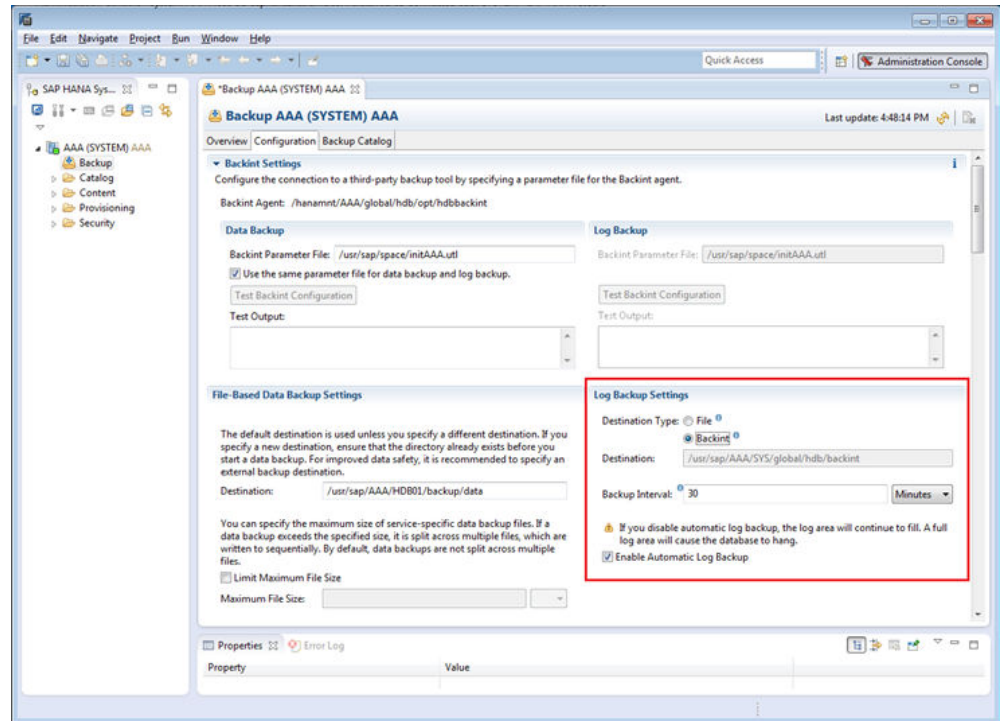 File Edit Navigate Project Run Window Help
Quick Access
Administration Console
SAP HANA Sys...
AAA (SYSTEM) AAA
Backup
Catalog
Content
Provisioning
Security
*Backup AAA (SYSTEM) AAA
Backup AAA (SYSTEM) AAA
Last update: 4:48:14 PM
Overview Configuration Backup Catalog
Backint Settings
Configure the connection to a third-party backup tool by specifying a parameter file for the Backint agent.
Backint Agent: /hanamnt/AAA/global/hdb/opt/hdbbackint
Data Backup
Backint Parameter File: /usr/sap/space/initAAA.utl
Use the same parameter file for data backup and log backup.
Test Backint Configuration
Test Output:
Log Backup
Backint Parameter File: /usr/sap/space/initAAA.utl
Test Backint Configuration
Test Output:
File-Based Data Backup Settings
The default destination is used unless you specify a different destination. If you
specify a new destination, ensure that the directory already exists before you
start a data backup. For improved data safety, it is recommended to specify an
external backup destination.
Destination: /usr/sap/AAA/HDB01/backup/data
You can specify the maximum size of service-specific data backup files. If a
data backup exceeds the specified size, it is split across multiple files, which are
written to sequentially. By default, data backups are not split across multiple
files.
Limit Maximum File Size
Maximum File Size:
Log Backup Settings
Destination Type: File
Backint
Destination: /usr/sap/AAA/SYS/global/hdb/backint
Backup Interval: 30 Minutes
If you disable automatic log backup, the log area will continue to fill. A full
log area will cause the database to hang.
Enable Automatic Log Backup
Properties Error Log
Property Value